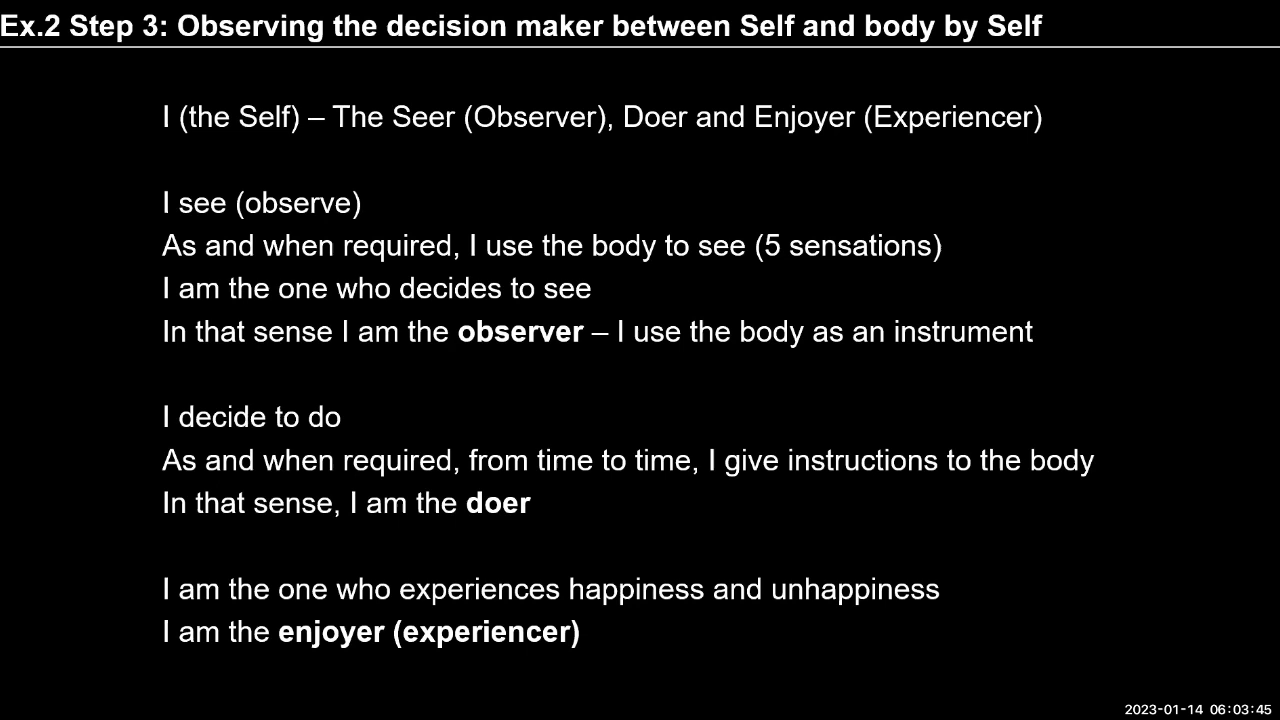 Ex.2 Step 3: Observing the decision maker between Self and body by Self
I (the Self) – The Seer (Observer), Doer and Enjoyer (Experiencer)
I see (observe)
As and when required, I use the body to see (5 sensations)
I am the one who decides to see
In that sense I am the observer – I use the body as an instrument
I decide to do
As and when required, from time to time, I give instructions to the body
In that sense, I am the doer
I am the one who experiences happiness and unhappiness
I am the enjoyer (experiencer)
2023-01-14 06:03:45